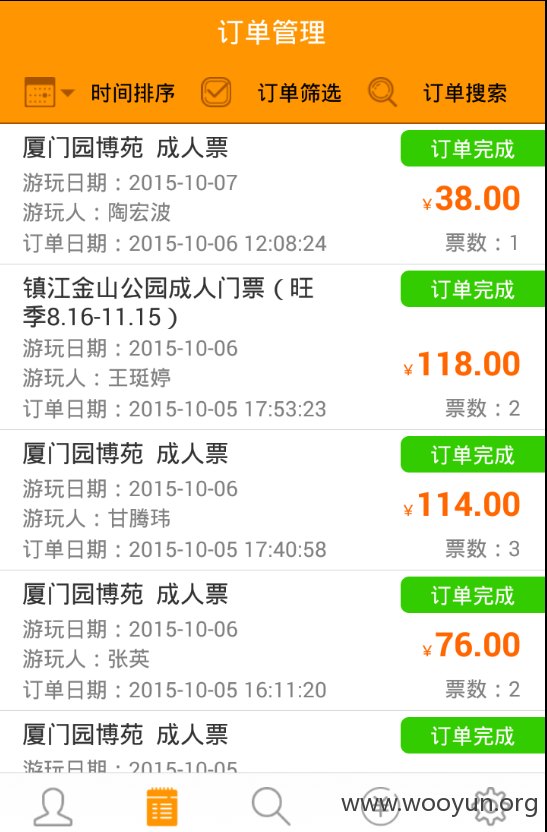 订单管理
时间排序 订单筛选 订单搜索
厦门园博苑 成人票 订单完成
游玩日期：2015-10-07
¥38.00
游玩人：陶宏波
订单日期：2015-10-06 12:08:24 票数：1
镇江金山公园成人门票（旺 订单完成
季8.16-11.15）
游玩日期：2015-10-06
¥118.00
游玩人：王珽婷
订单日期：2015-10-05 17:53:23 票数：2
厦门园博苑 成人票 订单完成
游玩日期：2015-10-06
¥114.00
游玩人：甘腾玮
订单日期：2015-10-05 17:40:58 票数：3
厦门园博苑 成人票 订单完成
游玩日期：2015-10-06
¥76.00
游玩人：张英
订单日期：2015-10-05 16:11:20 票数：2
厦门园博苑 成人票 订单完成
游玩日期：2015-10-05
www.wooyun.org